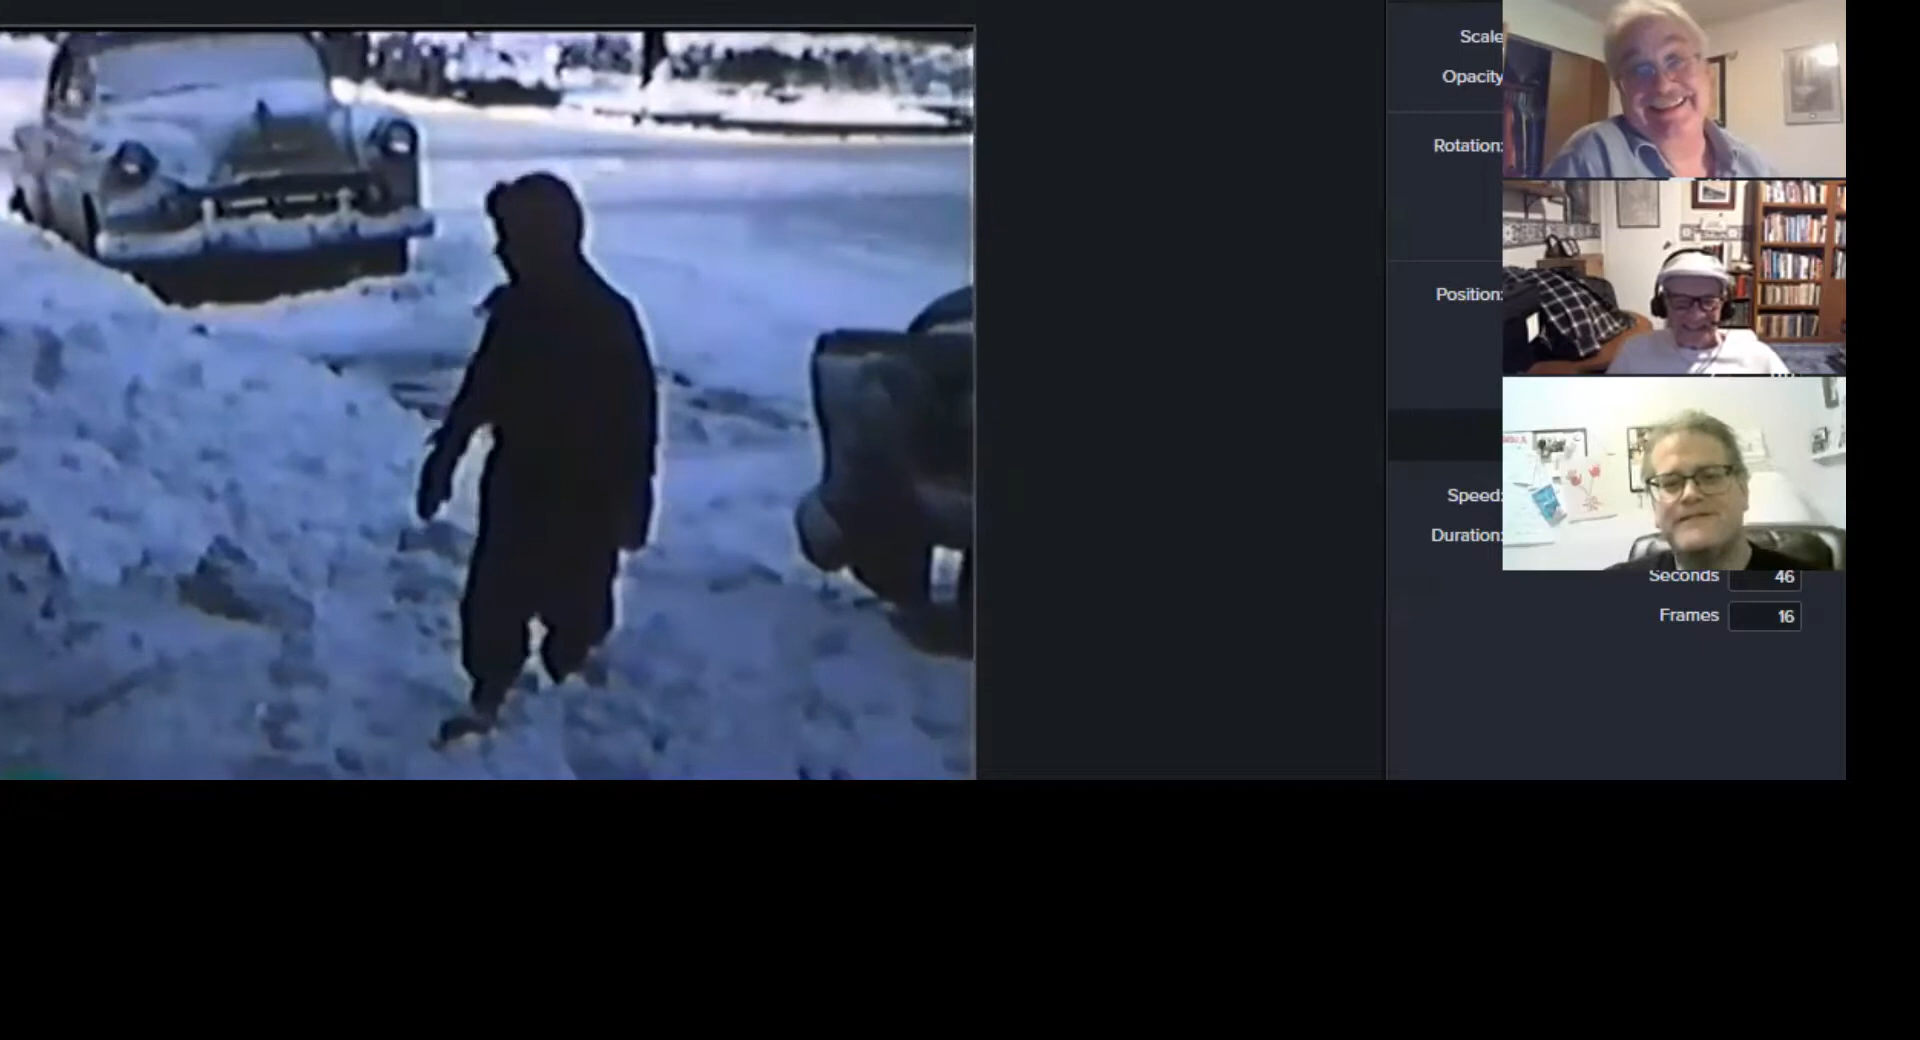 Scale
Opacity
Rotation:
Position:
Speed:
Duration:
Seconds 46
Frames 16